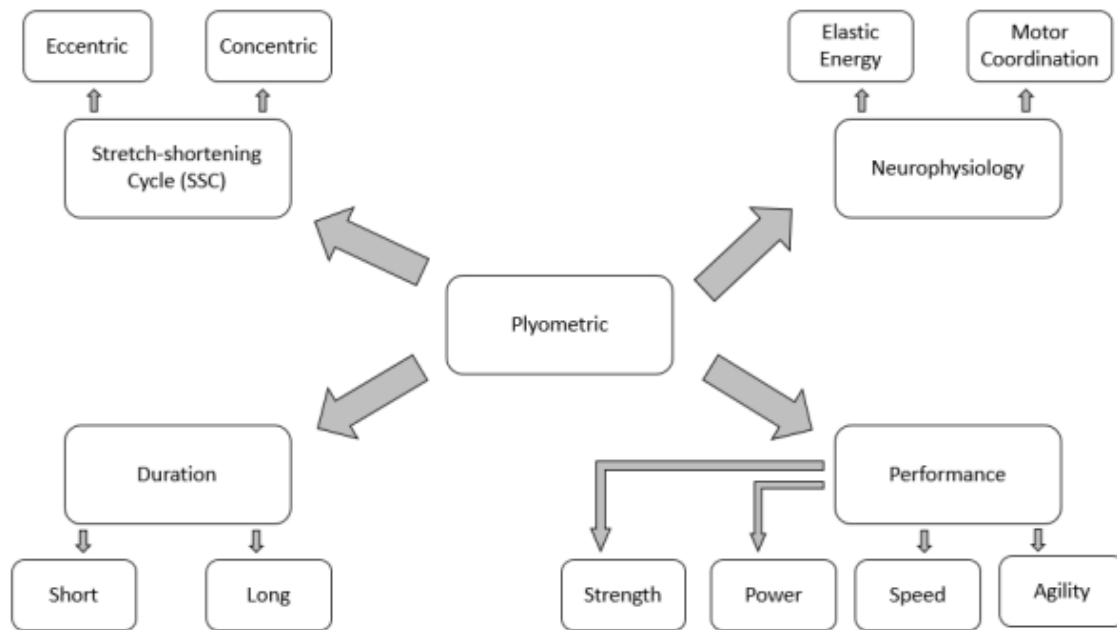 Eccentric
Concentric
Elastic
Energy
Motor
Coordination
Stretch-shortening
Cycle (SSC)
Neurophysiology
Plyometric
Duration
Performance
Short
Long
Strength
Power
Speed
Agility